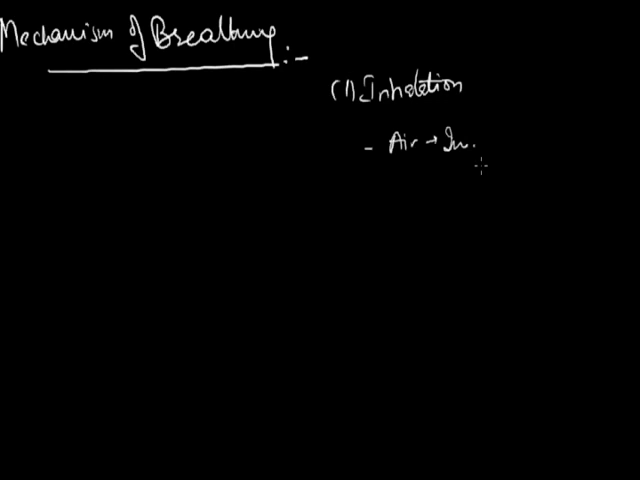 Mechanism of Breathing :-
(1) Inhalation
- Air → In.